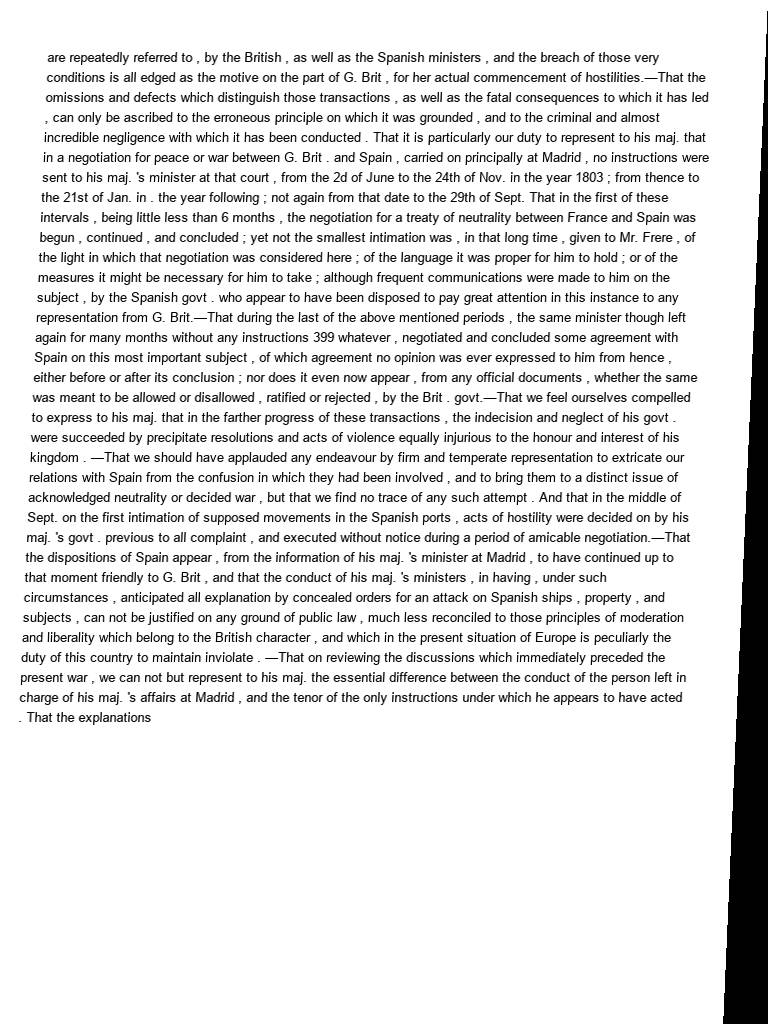 are repeatedly referred to , by the British , as well as the Spanish ministers , and the breach of those very
conditions is all edged as the motive on the part of G. Brit , for her actual commencement of hostilities.—That the
omissions and defects which distinguish those transactions , as well as the fatal consequences to which it has led
, can only be ascribed to the erroneous principle on which it was grounded , and to the criminal and almost
incredible negligence with which it has been conducted . That it is particularly our duty to represent to his maj. that
in a negotiation for peace or war between G. Brit . and Spain , carried on principally at Madrid , no instructions were
sent to his maj. 's minister at that court , from the 2d of June to the 24th of Nov. in the year 1803 ; from thence to
the 21st of Jan. in . the year following ; not again from that date to the 29th of Sept. That in the first of these
intervals , being little less than 6 months , the negotiation for a treaty of neutrality between France and Spain was
begun , continued , and concluded ; yet not the smallest intimation was , in that long time , given to Mr. Frere , of
the light in which that negotiation was considered here ; of the language it was proper for him to hold ; or of the
measures it might be necessary for him to take ; although frequent communications were made to him on the
subject , by the Spanish govt . who appear to have been disposed to pay great attention in this instance to any
representation from G. Brit.—That during the last of the above mentioned periods , the same minister though left
again for many months without any instructions 399 whatever , negotiated and concluded some agreement with
Spain on this most important subject , of which agreement no opinion was ever expressed to him from hence ,
either before or after its conclusion ; nor does it even now appear , from any official documents , whether the same
was meant to be allowed or disallowed , ratified or rejected , by the Brit . govt.—That we feel ourselves compelled
to express to his maj. that in the farther progress of these transactions , the indecision and neglect of his govt .
were succeeded by precipitate resolutions and acts of violence equally injurious to the honour and interest of his
kingdom . —That we should have applauded any endeavour by firm and temperate representation to extricate our
relations with Spain from the confusion in which they had been involved , and to bring them to a distinct issue of
acknowledged neutrality or decided war , but that we find no trace of any such attempt . And that in the middle of
Sept. on the first intimation of supposed movements in the Spanish ports , acts of hostility were decided on by his
maj. 's govt . previous to all complaint , and executed without notice during a period of amicable negotiation.—That
the dispositions of Spain appear , from the information of his maj. 's minister at Madrid , to have continued up to
that moment friendly to G. Brit , and that the conduct of his maj. 's ministers , in having , under such
circumstances , anticipated all explanation by concealed orders for an attack on Spanish ships , property , and
subjects , can not be justified on any ground of public law , much less reconciled to those principles of moderation
and liberality which belong to the British character , and which in the present situation of Europe is peculiarly the
duty of this country to maintain inviolate . —That on reviewing the discussions which immediately preceded the
present war , we can not but represent to his maj. the essential difference between the conduct of the person left in
charge of his maj. 's affairs at Madrid , and the tenor of the only instructions under which he appears to have acted
. That the explanations